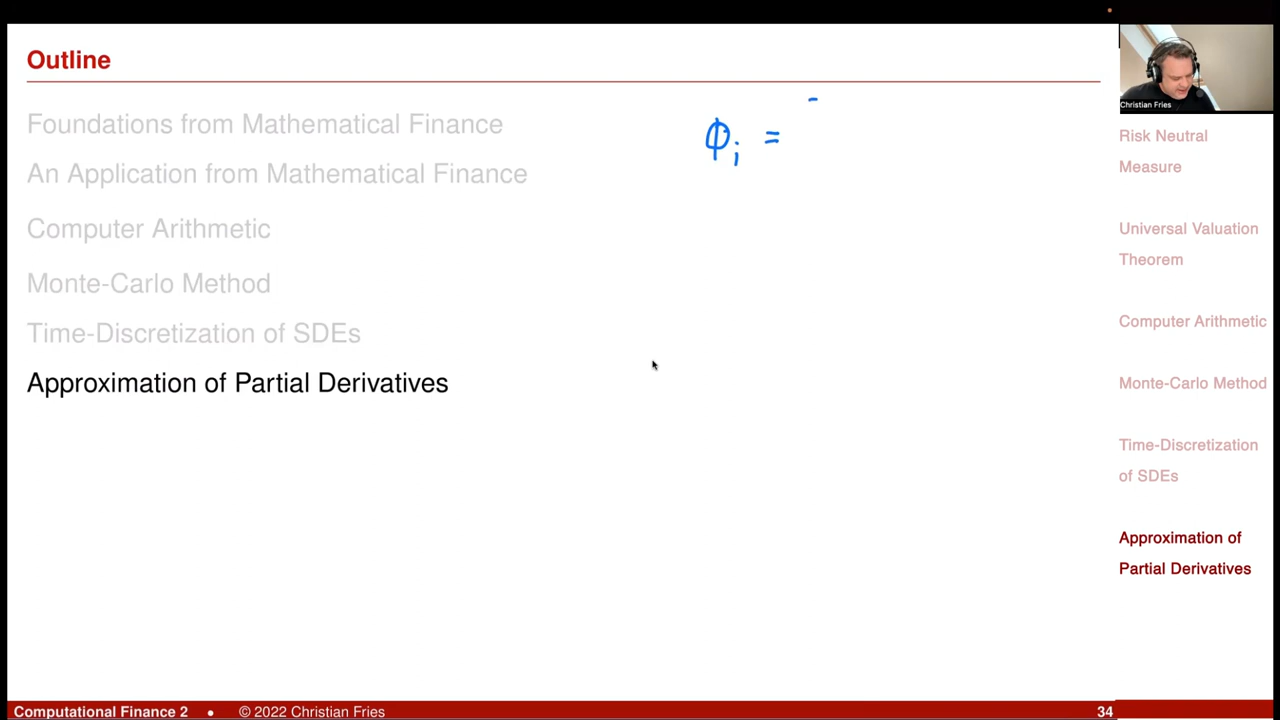 Outline
Foundations from Mathematical Finance
An Application from Mathematical Finance
Computer Arithmetic
Monte-Carlo Method
Time-Discretization of SDEs
Approximation of Partial Derivatives
ϕᵢ =
Christian Fries
Risk Neutral
Measure
Universal Valuation
Theorem
Computer Arithmetic
Monte-Carlo Method
Time-Discretization
of SDEs
Approximation of
Partial Derivatives
Computational Finance 2 • © 2022 Christian Fries 34